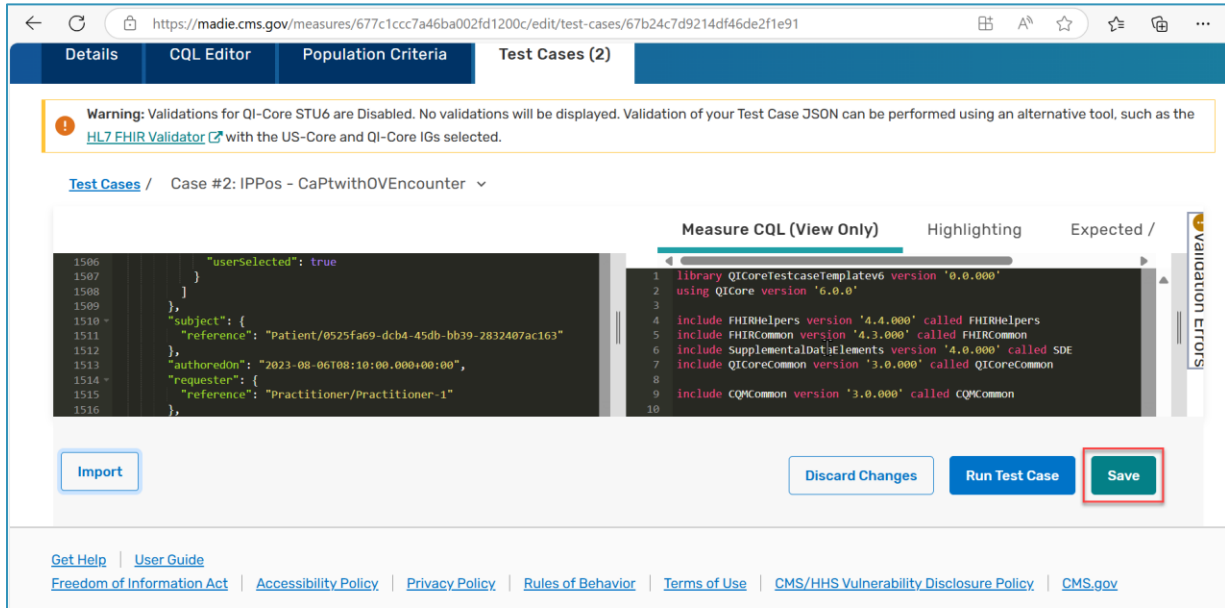 https://madie.cms.gov/measures/677c1ccc7a46ba002fd1200c/edit/test-cases/67b24c7d9214df46de2f1e91
Details CQL Editor Population Criteria Test Cases (2)
Warning: Validations for QI-Core STU6 are Disabled. No validations will be displayed. Validation of your Test Case JSON can be performed using an alternative tool, such as the
HL7 FHIR Validator with the US-Core and QI-Core IGs selected.
Test Cases / Case #2: IPPos - CaPtwithOVEncounter
Measure CQL (View Only) Highlighting Expected /
Validation Errors
1506 "userSelected": true
1507 }
1508 ]
1509 },
1510 "subject": {
1511 "reference": "Patient/0525fa69-dcb4-45db-bb39-2832407ac163"
1512 },
1513 "authoredOn": "2023-08-06T08:10:00.000+00:00",
1514 "requester": {
1515 "reference": "Practitioner/Practitioner-1"
1516 },
1 library QICoreTestcaseTemplatev6 version '0.0.000'
2 using QICore version '6.0.0'
3
4 include FHIRHelpers version '4.4.000' called FHIRHelpers
5 include FHIRCommon version '4.3.000' called FHIRCommon
6 include SupplementalDataElements version '4.0.000' called SDE
7 include QICoreCommon version '3.0.000' called QICoreCommon
8
9 include CQMCommon version '3.0.000' called CQMCommon
10
Import Discard Changes Run Test Case Save
Get Help User Guide
Freedom of Information Act Accessibility Policy Privacy Policy Rules of Behavior Terms of Use CMS/HHS Vulnerability Disclosure Policy CMS.gov